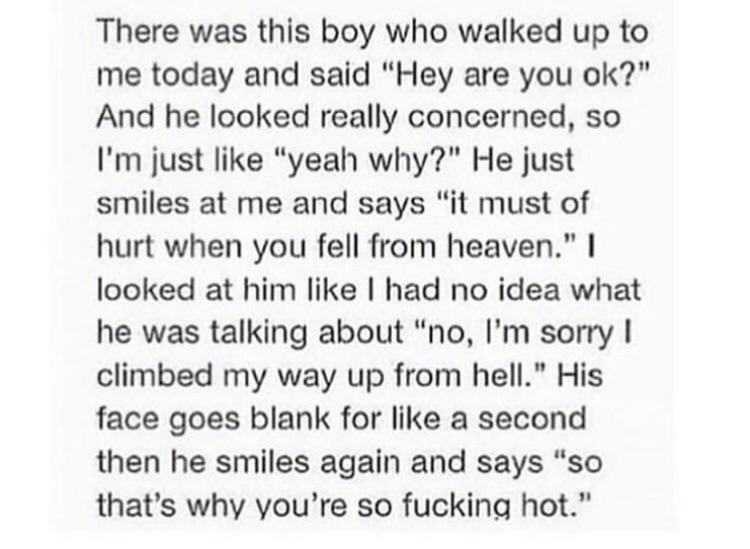 There was this boy who walked up to
me today and said “Hey are you ok?"
And he looked really concerned, so
I'm just like “yeah why?" He just
smiles at me and says “it must of
hurt when you fell from heaven." I
looked at him like I had no idea what
he was talking about “no, I'm sorry I
climbed my way up from hell." His
face goes blank for like a second
then he smiles again and says “so
that's why you're so fucking hot."